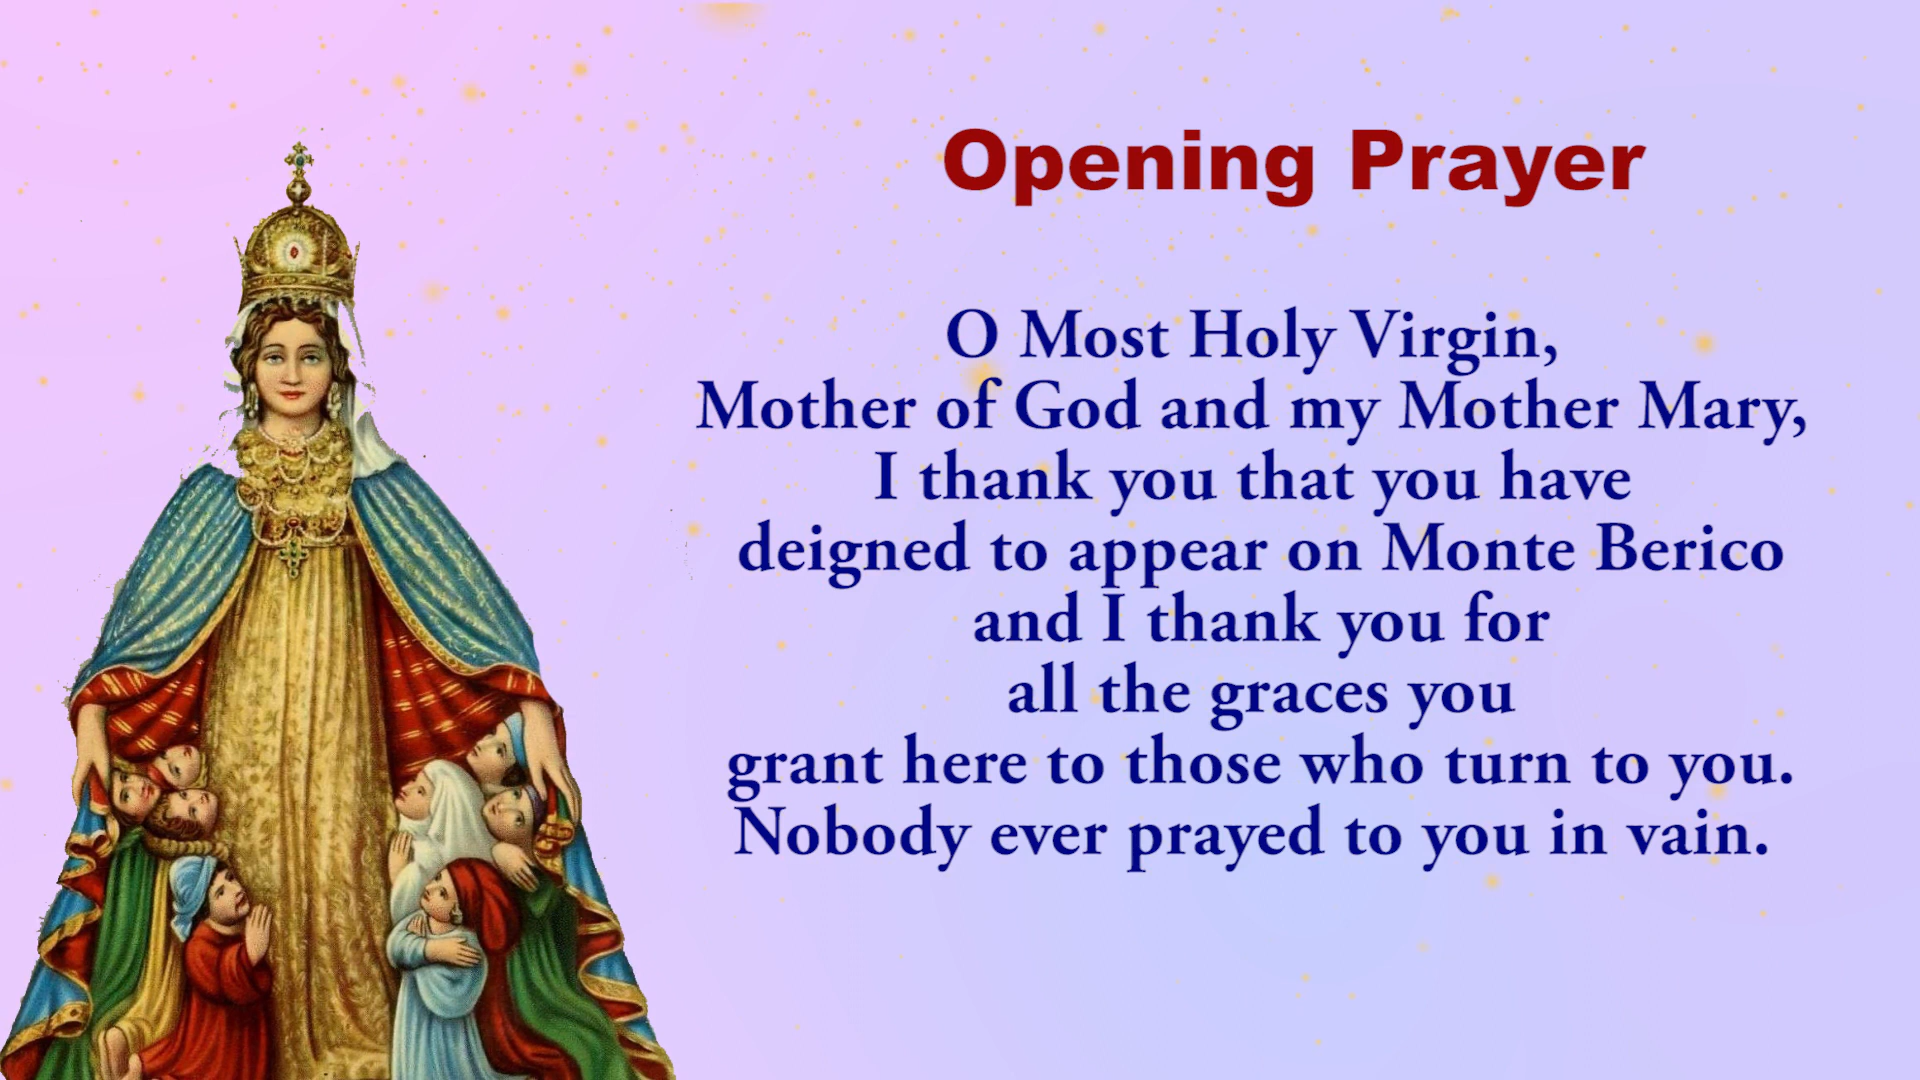 Opening Prayer
O Most Holy Virgin,
Mother of God and my Mother Mary,
I thank you that you have
deigned to appear on Monte Berico
and I thank you for
all the graces you
grant here to those who turn to you.
Nobody ever prayed to you in vain.